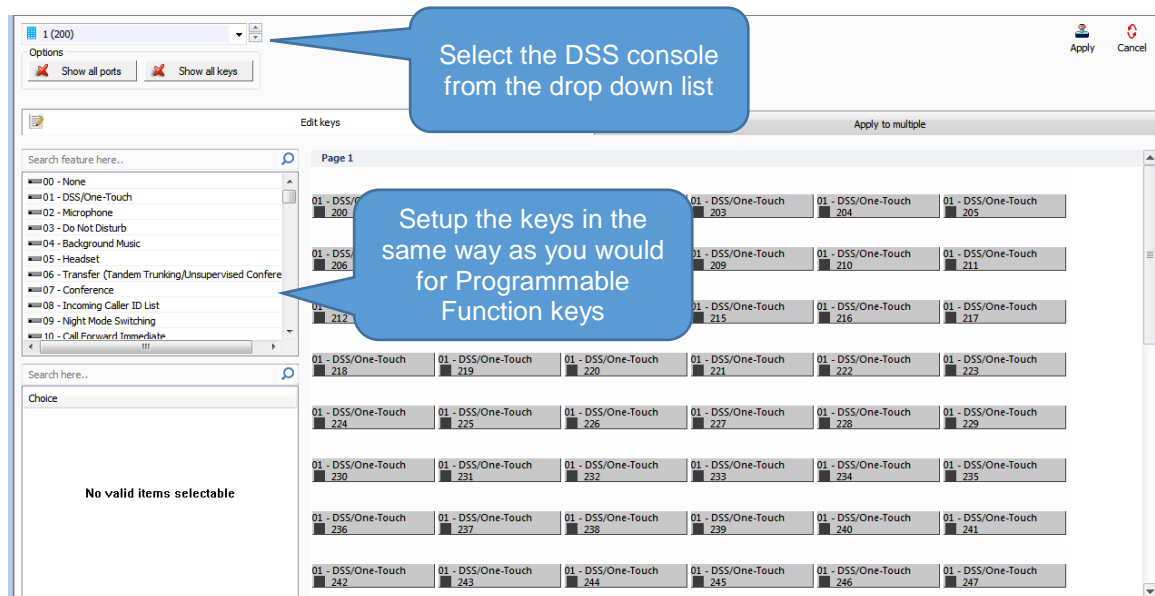 1 (200)
Options
Show all ports Show all keys
Select the DSS console
from the drop down list
Apply Cancel
Edit keys Apply to multiple
Search feature here..
00 - None
01 - DSS/One-Touch
02 - Microphone
03 - Do Not Disturb
04 - Background Music
05 - Headset
06 - Transfer (Tandem Trunking/Unsupervised Confere
07 - Conference
08 - Incoming Caller ID List
09 - Night Mode Switching
10 - Call Forward Immediate
Search here..
Choice
No valid items selectable
Page 1
Setup the keys in the
same way as you would
for Programmable
Function keys
01 - DSS/O 01 - DSS/One-Touch 01 - DSS/One-Touch 01 - DSS/One-Touch
200 203 204 205
01 - DSS/ 01 - DSS/One-Touch 01 - DSS/One-Touch 01 - DSS/One-Touch
206 209 210 211
01 - DSS/One-Touch 01 - DSS/One-Touch 01 - DSS/One-Touch
212 215 216 217
01 - DSS/One-Touch 01 - DSS/One-Touch 01 - DSS/One-Touch 01 - DSS/One-Touch 01 - DSS/One-Touch 01 - DSS/One-Touch
218 219 220 221 222 223
01 - DSS/One-Touch 01 - DSS/One-Touch 01 - DSS/One-Touch 01 - DSS/One-Touch 01 - DSS/One-Touch 01 - DSS/One-Touch
224 225 226 227 228 229
01 - DSS/One-Touch 01 - DSS/One-Touch 01 - DSS/One-Touch 01 - DSS/One-Touch 01 - DSS/One-Touch 01 - DSS/One-Touch
230 231 232 233 234 235
01 - DSS/One-Touch 01 - DSS/One-Touch 01 - DSS/One-Touch 01 - DSS/One-Touch 01 - DSS/One-Touch 01 - DSS/One-Touch
236 237 238 239 240 241
01 - DSS/One-Touch 01 - DSS/One-Touch 01 - DSS/One-Touch 01 - DSS/One-Touch 01 - DSS/One-Touch 01 - DSS/One-Touch
242 243 244 245 246 247